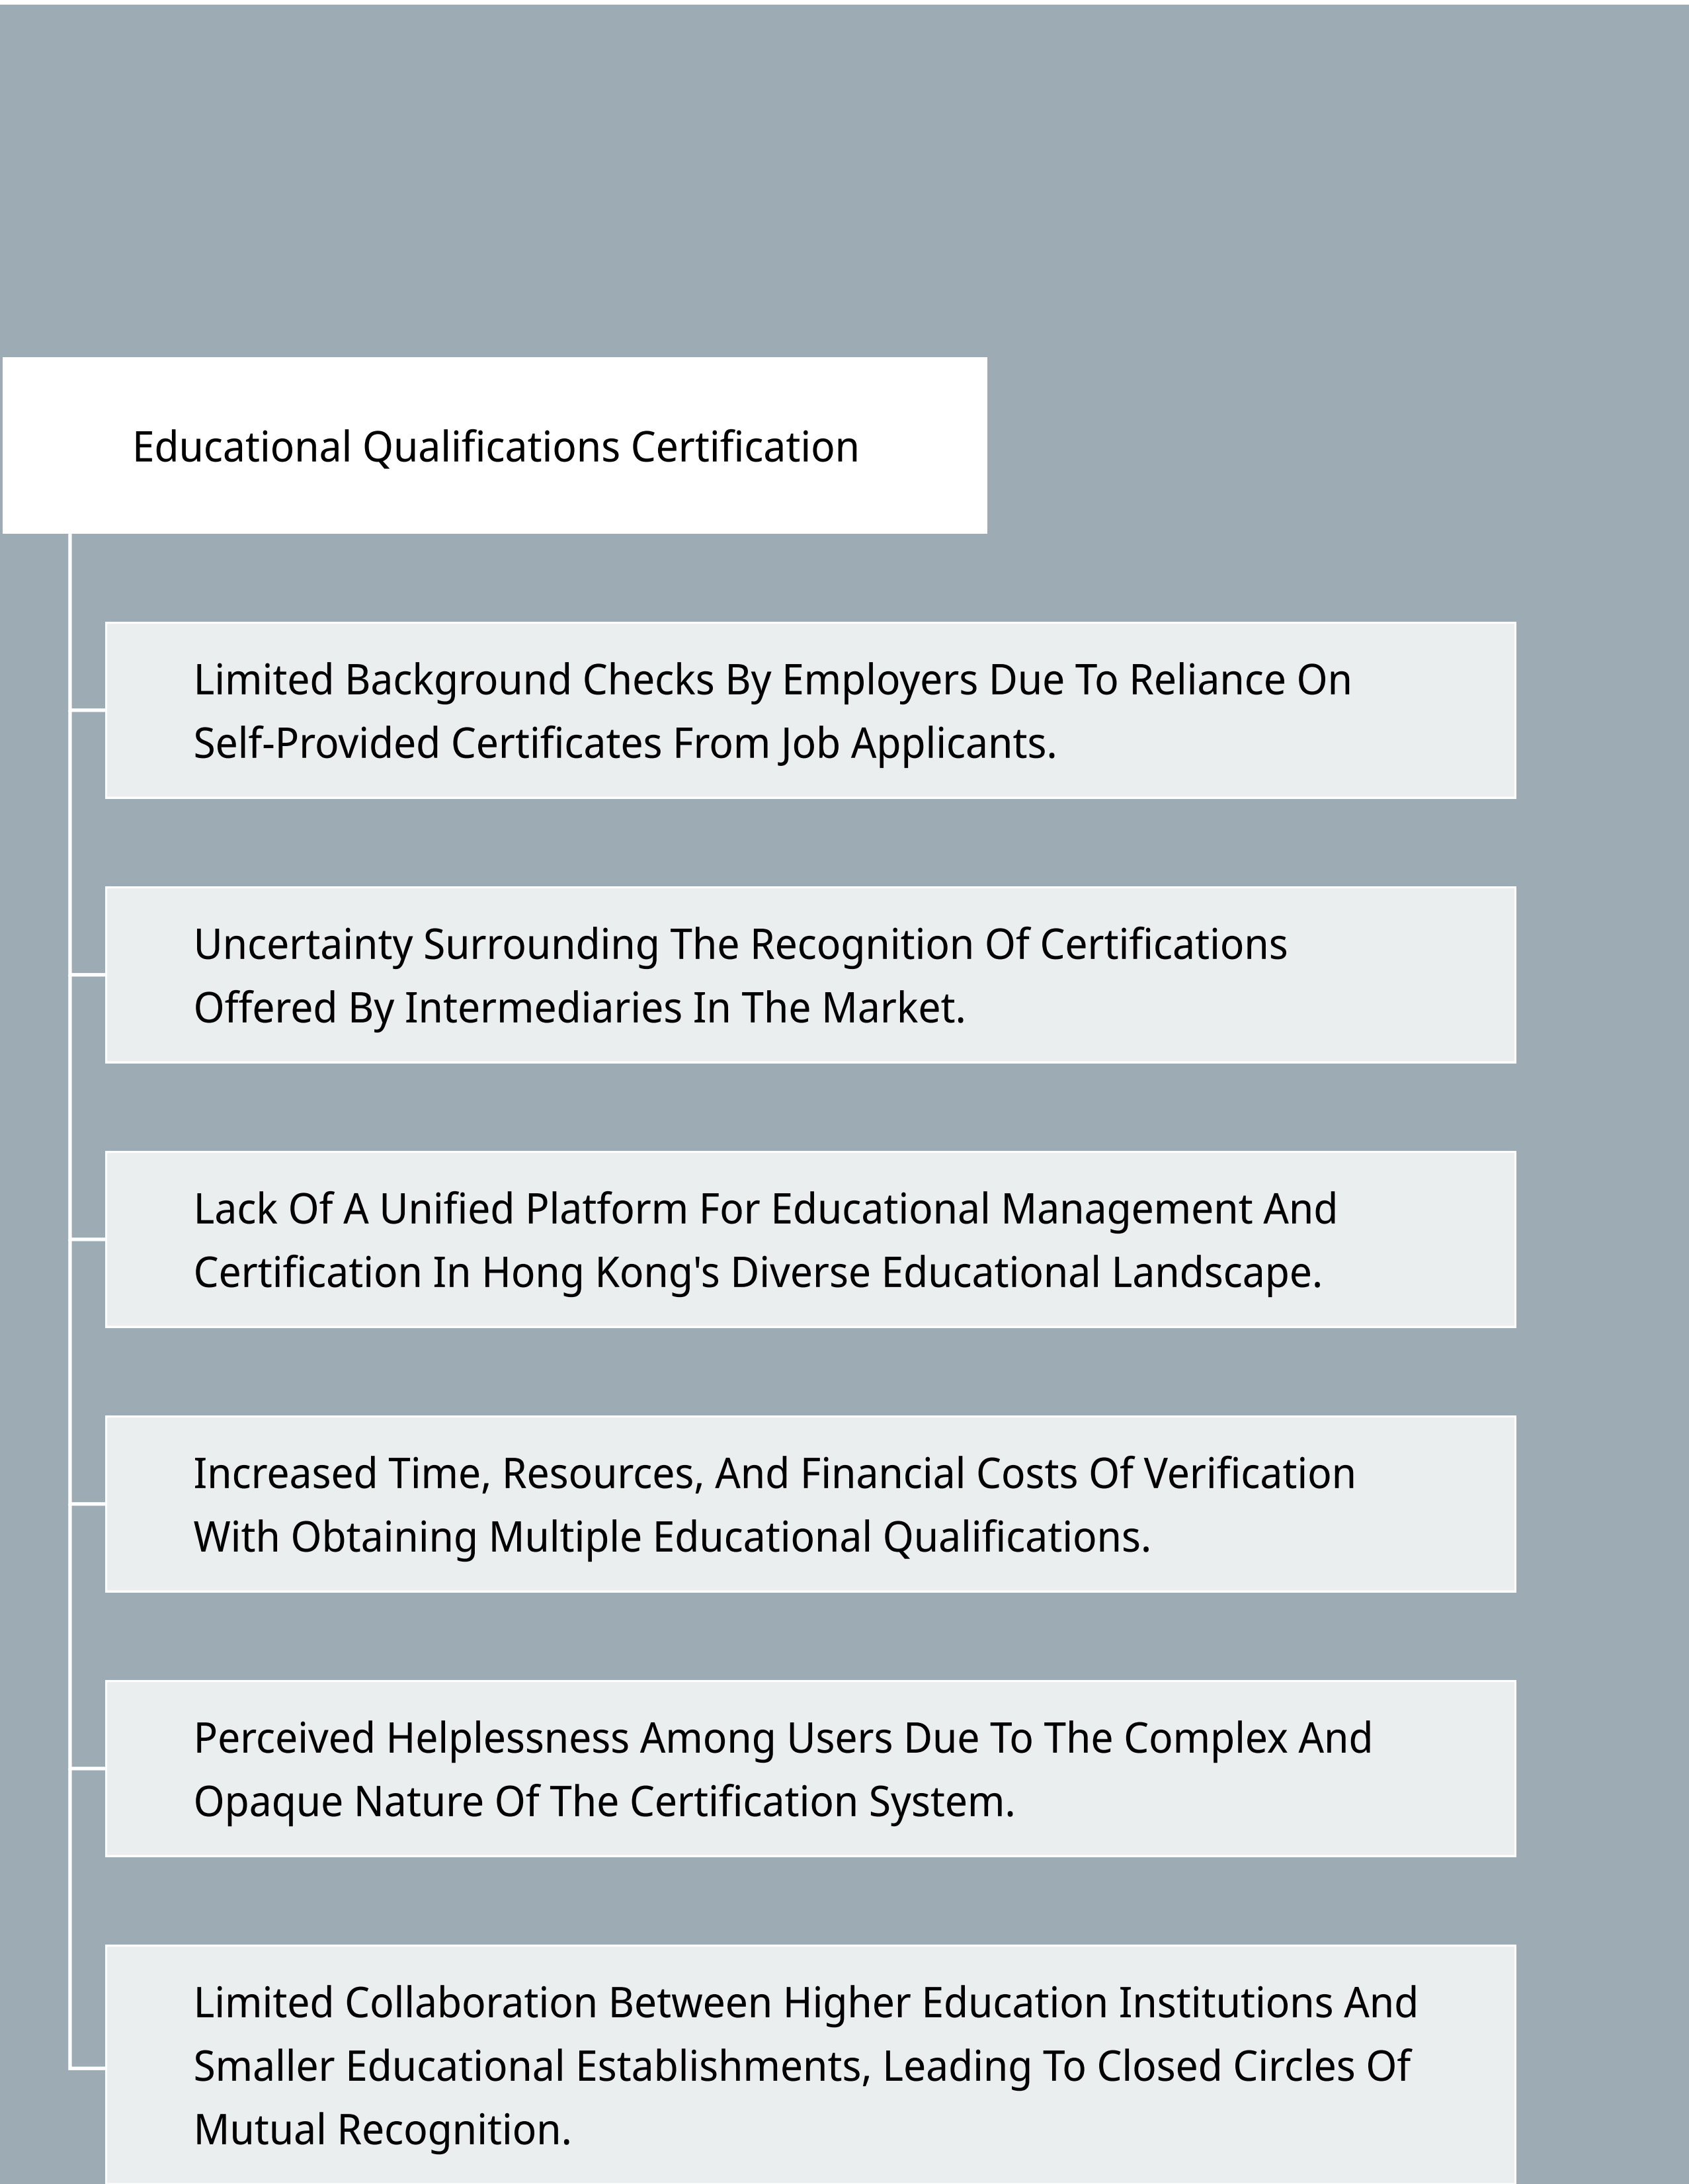 Educational Qualifications Certification
Limited Background Checks By Employers Due To Reliance On
Self-Provided Certificates From Job Applicants.
Uncertainty Surrounding The Recognition Of Certifications
Offered By Intermediaries In The Market.
Lack Of A Unified Platform For Educational Management And
Certification In Hong Kong's Diverse Educational Landscape.
Increased Time, Resources, And Financial Costs Of Verification
With Obtaining Multiple Educational Qualifications.
Perceived Helplessness Among Users Due To The Complex And
Opaque Nature Of The Certification System.
Limited Collaboration Between Higher Education Institutions And
Smaller Educational Establishments, Leading To Closed Circles Of
Mutual Recognition.